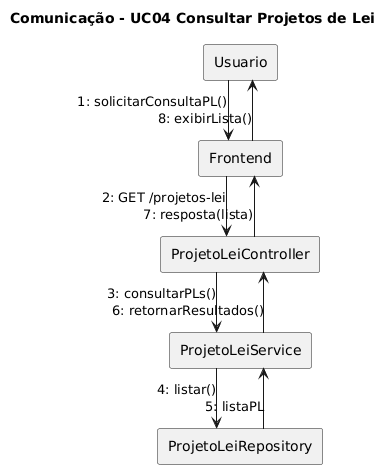 Comunicação - UC04 Consultar Projetos de Lei
Usuario
1: solicitarConsultaPL()
8: exibirLista()
Frontend
2: GET /projetos-lei
7: resposta(lista)
ProjetoLeiController
3: consultarPLs()
6: retornarResultados()
ProjetoLeiService
4: listar()
5: listaPL
ProjetoLeiRepository